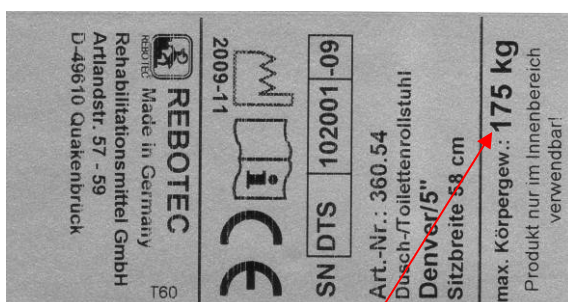 REBOTEC
REBOTEC
Made in Germany
Rehabilitationsmittel GmbH
Artlandstr. 57 - 59
D-49610 Quakenbrück
T60
2009-11
CE
SN DTS 102001 -09
Art.-Nr.: 360.54
Dusch-/Toilettenrollstuhl
Denver/5"
Sitzbreite 58 cm
max. Körpergew.: 175 kg
Produkt nur im Innenbereich
verwendbar!